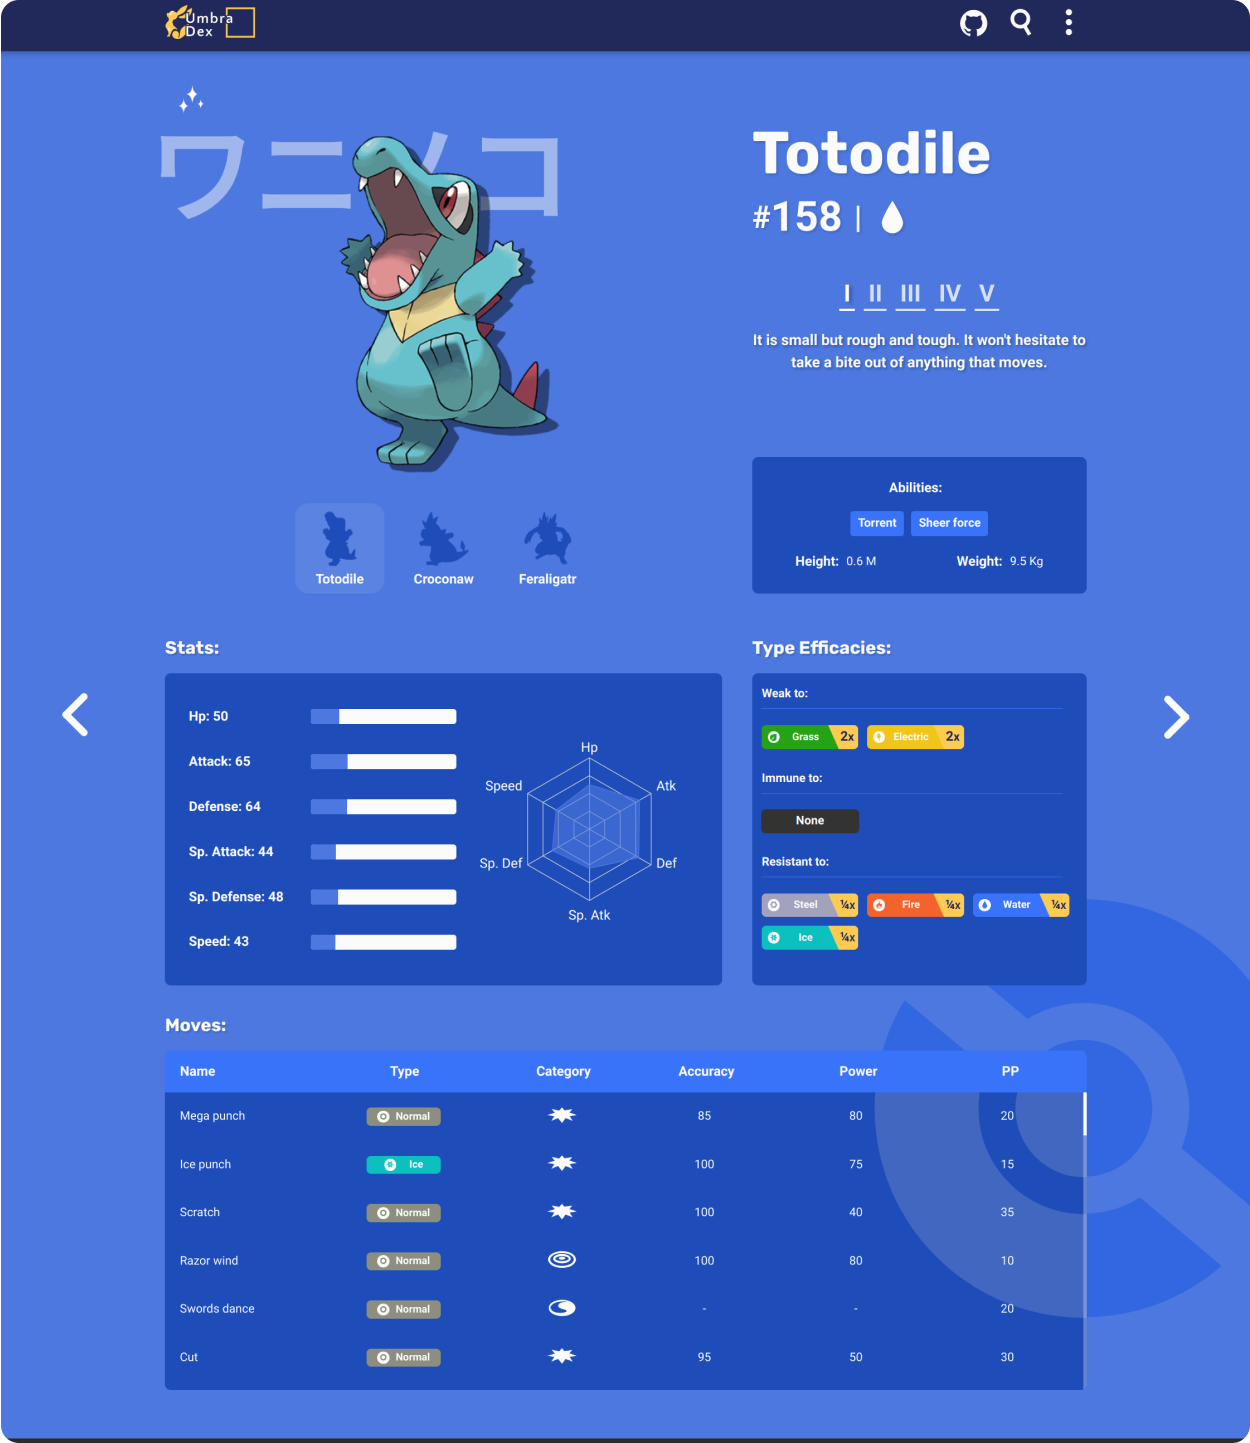 Umbra
Dex
ワニノコ
Totodile
#158 |
I II III IV V
It is small but rough and tough. It won't hesitate to
take a bite out of anything that moves.
Abilities:
Torrent Sheer force
Height: 0.6 M Weight: 9.5 Kg
Totodile Croconaw Feraligatr
Stats:
Hp: 50
Attack: 65
Defense: 64
Sp. Attack: 44
Sp. Defense: 48
Speed: 43
Hp
Speed Atk
Sp. Def Def
Sp. Atk
Type Efficacies:
Weak to:
Grass 2x Electric 2x
Immune to:
None
Resistant to:
Steel ¼x Fire ¼x Water ¼x
Ice ¼x
Moves:
Name Type Category Accuracy Power PP
Mega punch Normal 85 80 20
Ice punch Ice 100 75 15
Scratch Normal 100 40 35
Razor wind Normal 100 80 10
Swords dance Normal - - 20
Cut Normal 95 50 30